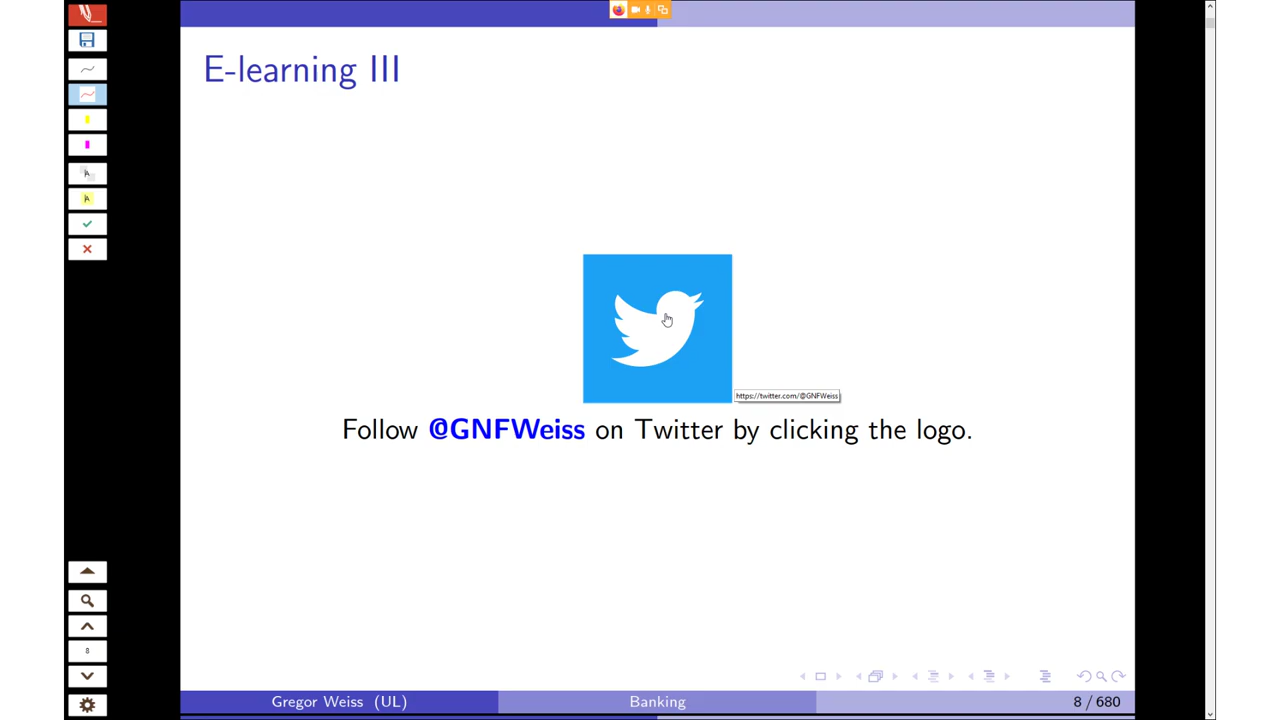 E-learning III
https://twitter.com/@GNFWeiss
Follow @GNFWeiss on Twitter by clicking the logo.
8
Gregor Weiss (UL) Banking 8 / 680